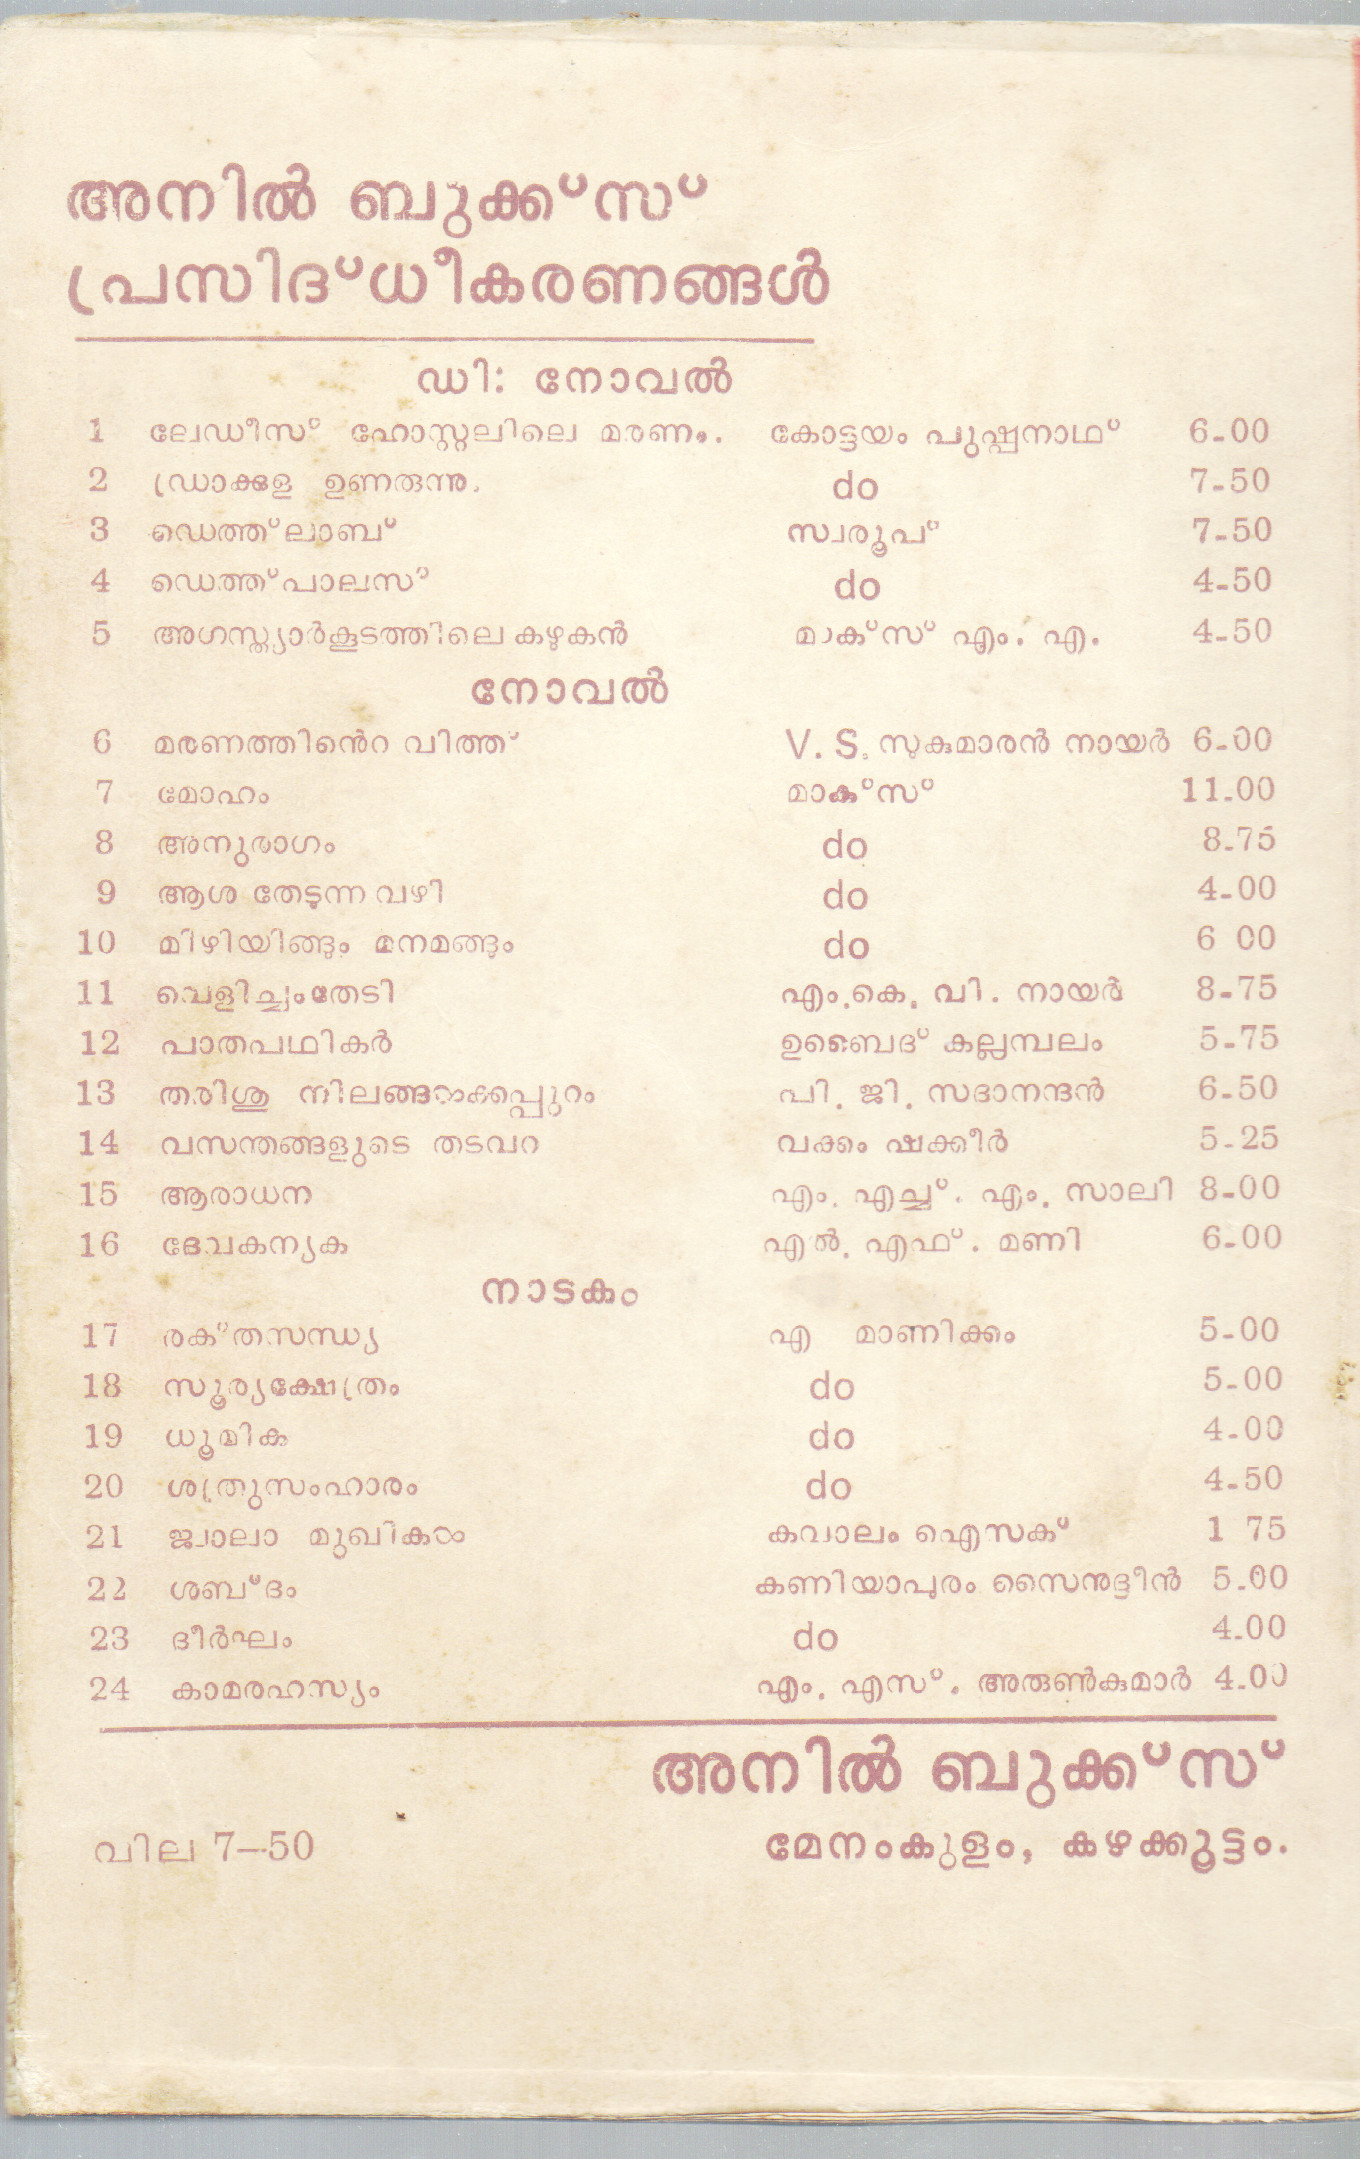 അനിൽ ബുക്ക്സ്
പ്രസിദ്ധീകരണങ്ങൾ
ഡി: നോവൽ
1 ലേഡീസ് ഹോസ്റ്റലിലെ മരണം. കോട്ടയം പുഷ്പനാഥ് 6-00
2 ഡ്രാക്കുള ഉണരുന്നു. do 7-50
3 ഡെത്ത്ലാബ് സ്വരൂപ് 7-50
4 ഡെത്ത്പാലസ് do 4-50
5 അഗസ്ത്യാർകൂടത്തിലെ കഴുകൻ മാക്സ് എം. എ. 4-50
നോവൽ
6 മരണത്തിൻെറ വിത്ത് V. S. സുകുമാരൻ നായർ 6-00
7 മോഹം മാക്സ് 11.00
8 അനുരാഗം do 8-75
9 ആശ തേടുന്ന വഴി do 4-00
10 മിഴിയിങ്ങും മനമങ്ങും do 6 00
11 വെളിച്ചംതേടി എം.കെ. വി. നായർ 8-75
12 പാതപഥികർ ഉബൈദ് കല്ലമ്പലം 5-75
13 തരിശു നിലങ്ങൾക്കപ്പുറം പി. ജി. സദാനന്ദൻ 6-50
14 വസന്തങ്ങളുടെ തടവറ വക്കം ഷക്കീർ 5-25
15 ആരാധന എം. എച്ച്. എം. സാലി 8-00
16 ദേവകന്യക എൽ. എഫ്. മണി 6-00
നാടകം
17 രക്തസന്ധ്യ എ മാണിക്കം 5-00
18 സൂര്യക്ഷേത്രം do 5-00
19 ധൂമിക do 4-00
20 ശത്രുസംഹാരം do 4-50
21 ജ്വാലാ മുഖികൾ കവാലം ഐസക് 1 75
22 ശബ്ദം കണിയാപുരം സൈനുദ്ദീൻ 5.00
23 ദീർഘം do 4.00
24 കാമരഹസ്യം എം. എസ്. അരുൺകുമാർ 4.00
അനിൽ ബുക്ക്സ്
വില 7—50 മേനംകുളം, കഴക്കൂട്ടം.